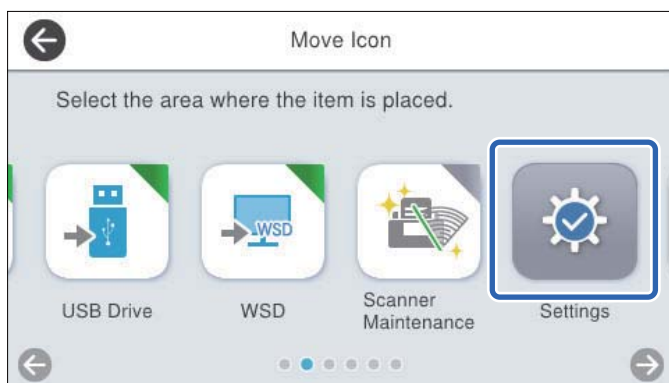 Move Icon
Select the area where the item is placed.
WSD
USB Drive
WSD
Scanner
Maintenance
Settings